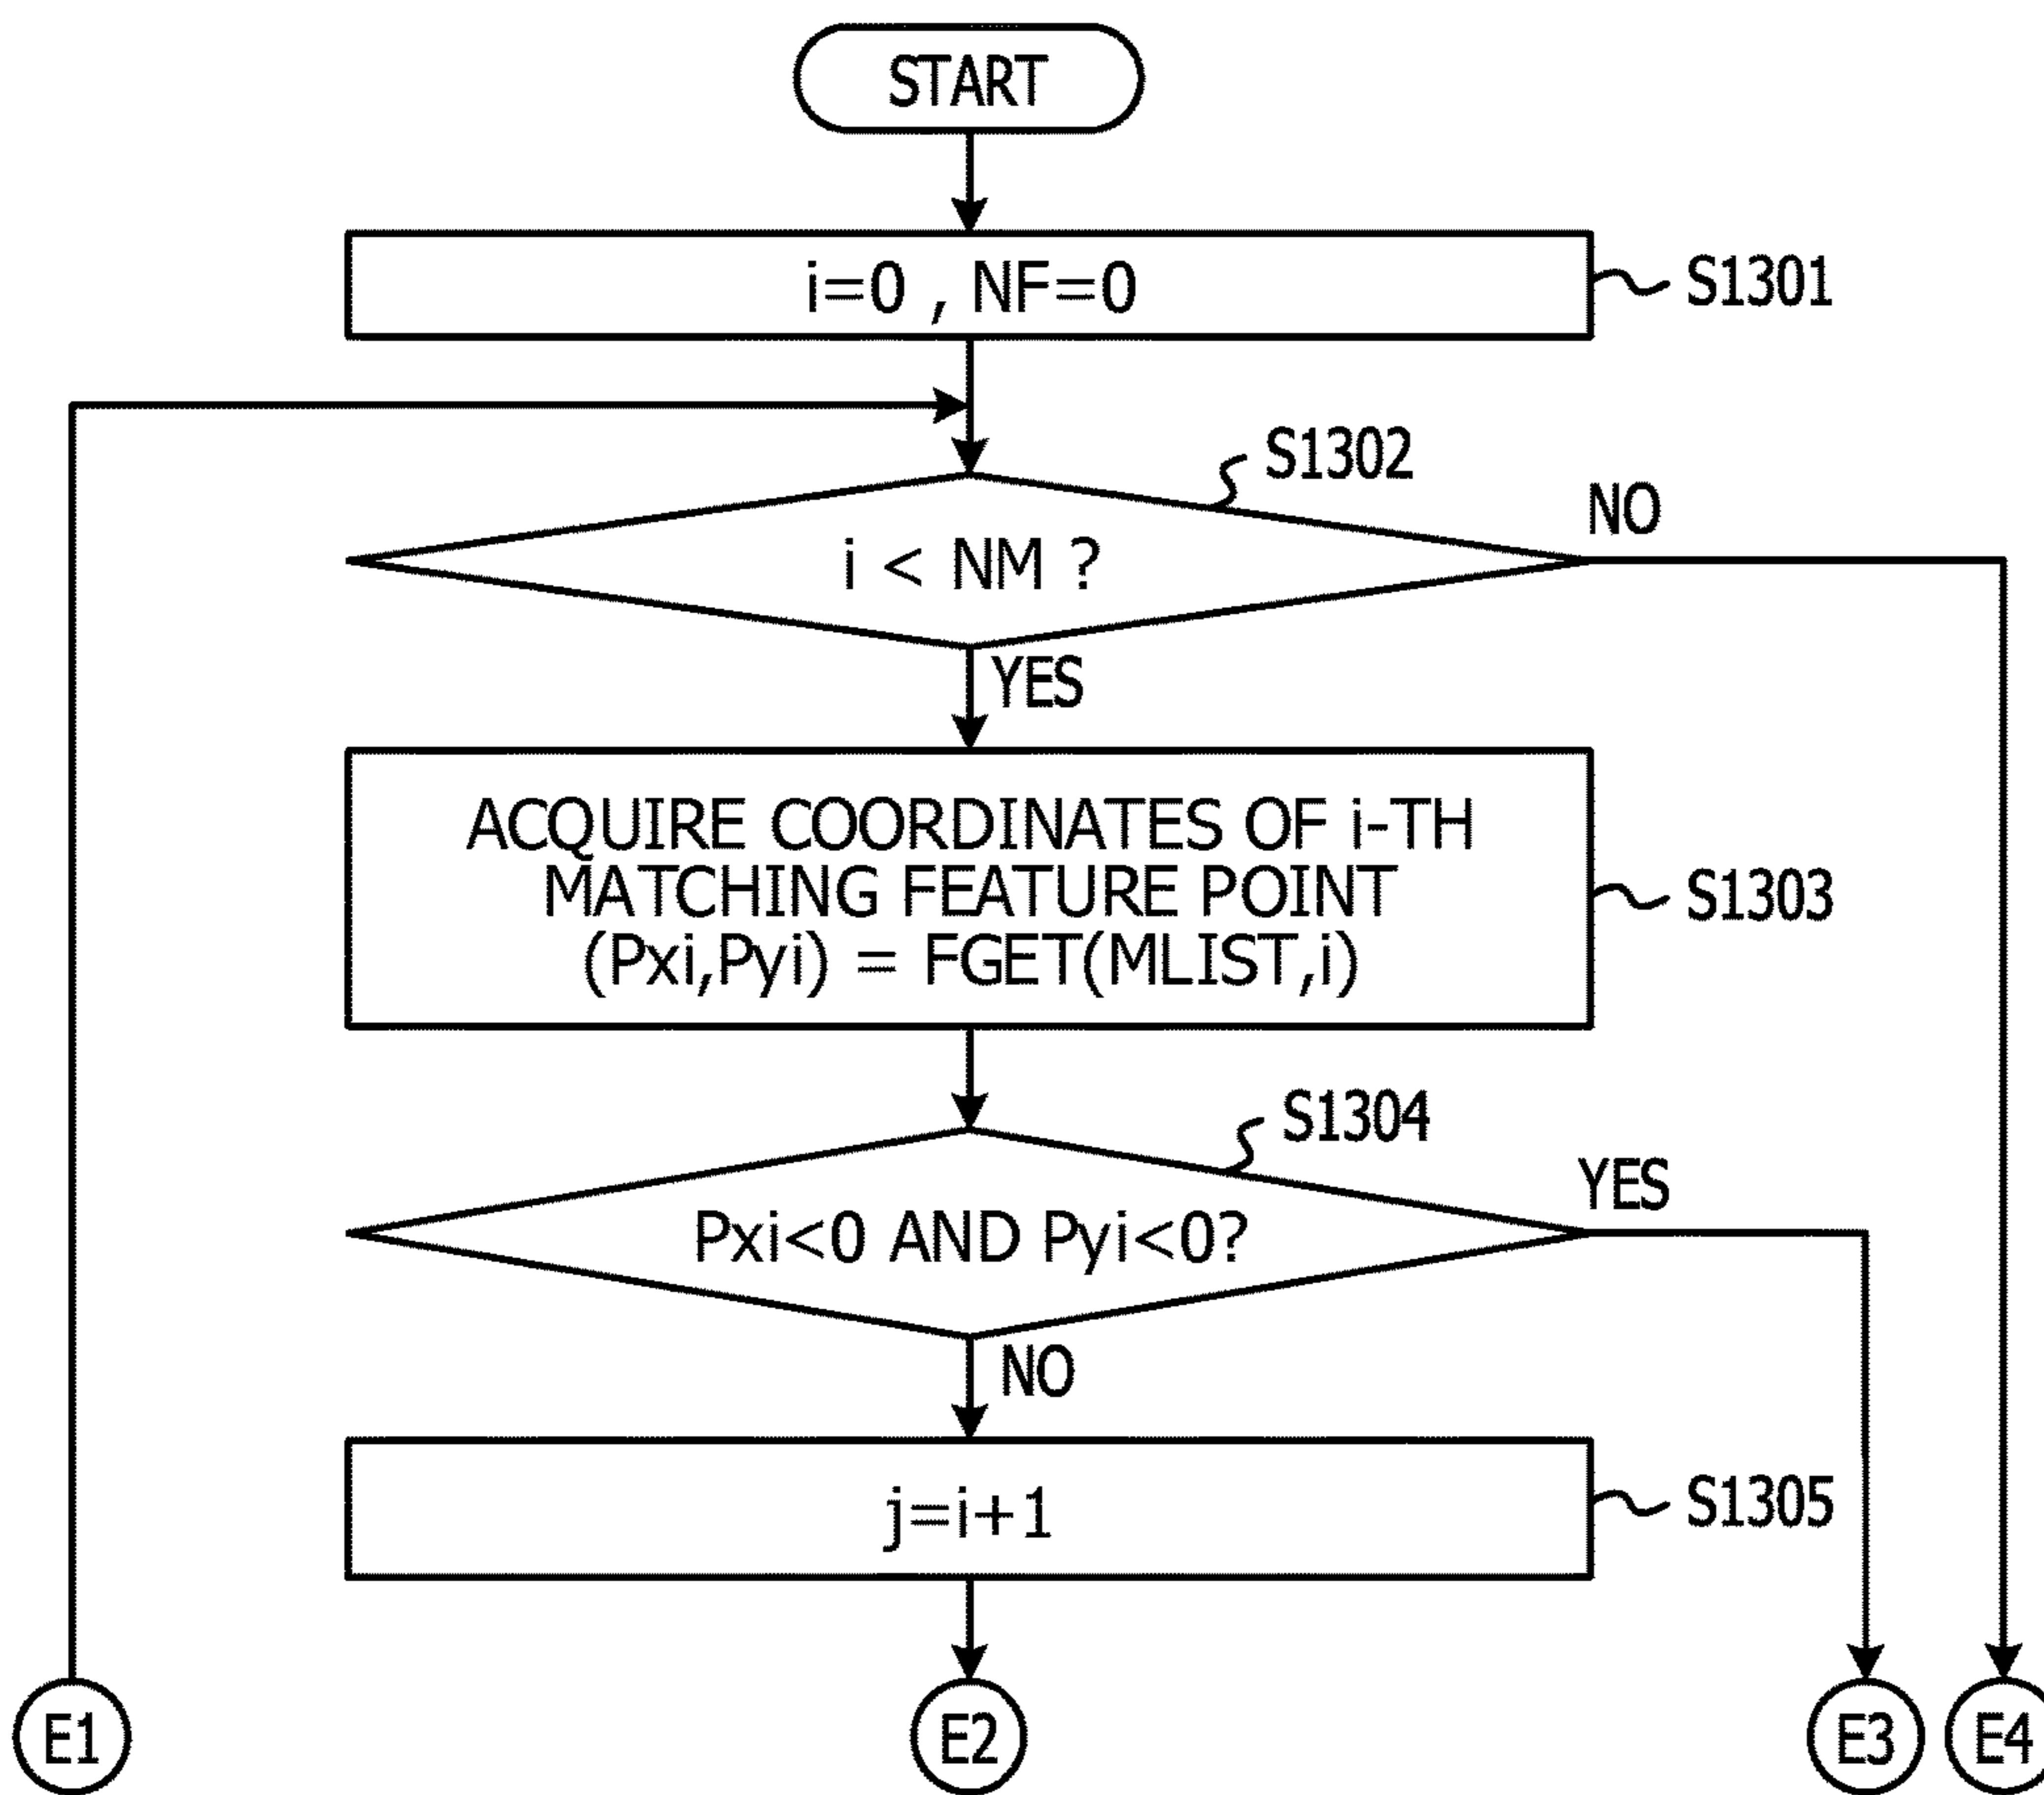 START
i=0 , NF=0
S1301
S1302
NO
i < NM ?
YES
ACQUIRE COORDINATES OF i-TH
MATCHING FEATURE POINT
(Pxi,Pyi) = FGET(MLIST,i)
S1303
S1304
YES
Pxi<0 AND Pyi<0?
NO
j=i+1
S1305
E1
E2
E3
E4